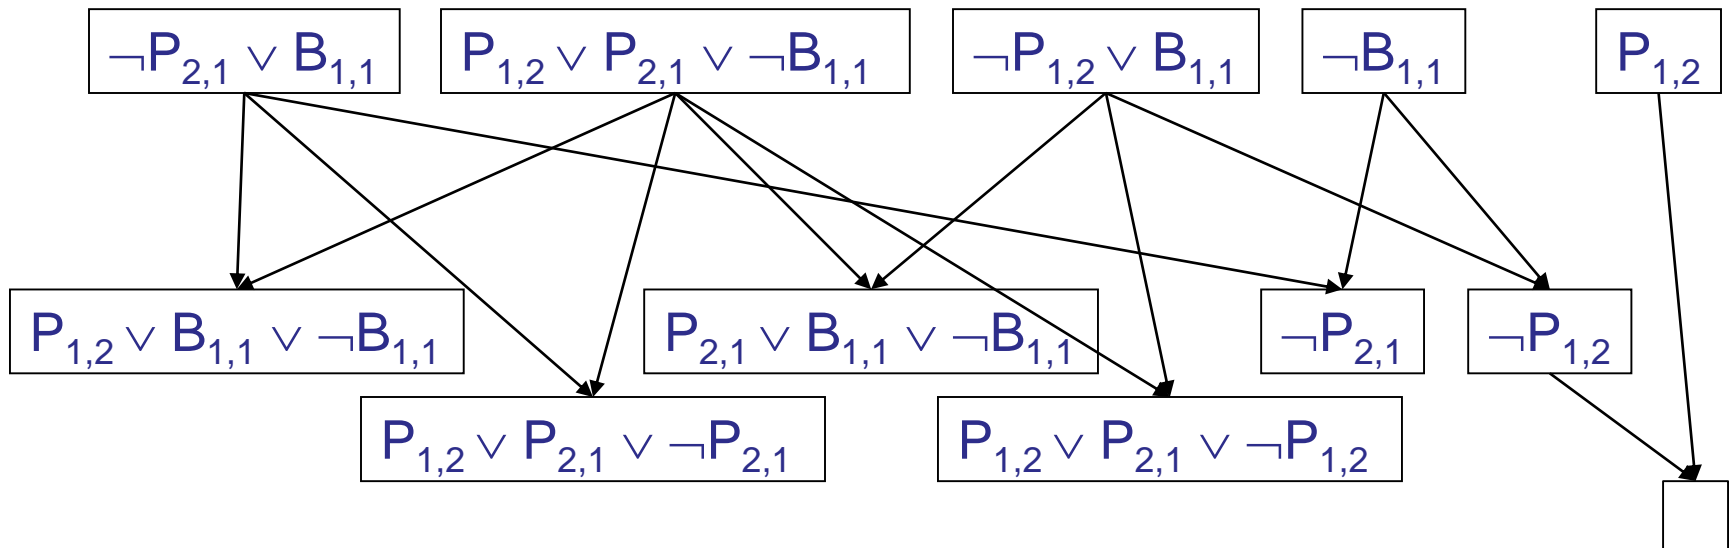 ¬P2,1 ∨ B1,1
P1,2 ∨ P2,1 ∨ ¬B1,1
¬P1,2 ∨ B1,1
¬B1,1
P1,2
P1,2 ∨ B1,1 ∨ ¬B1,1
P2,1 ∨ B1,1 ∨ ¬B1,1
¬P2,1
¬P1,2
P1,2 ∨ P2,1 ∨ ¬P2,1
P1,2 ∨ P2,1 ∨ ¬P1,2